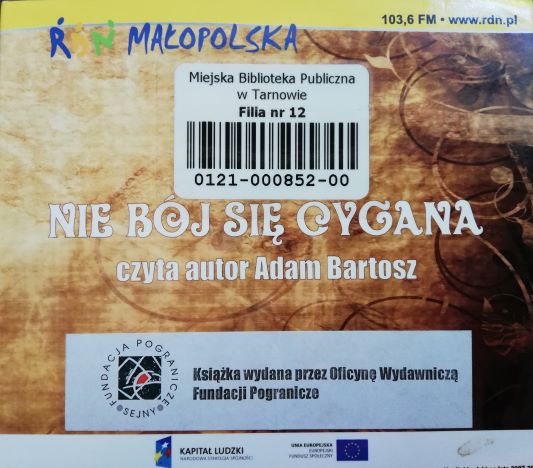 RDN MAŁOPOLSKA
103,6 FM • www.rdn.pl
Miejska Biblioteka Publiczna
w Tarnowie
Filia nr 12
0121-000852-00
NIE BÓJ SIĘ CYGANA
czyta autor Adam Bartosz
FUNDACJA POGRANICZE
SEJNY
Książka wydana przez Oficynę Wydawniczą
Fundacji Pogranicze
KAPITAŁ LUDZKI
NARODOWA STRATEGIA SPÓJNOŚCI
UNIA EUROPEJSKA
EUROPEJSKI
FUNDUSZ SPOŁECZNY